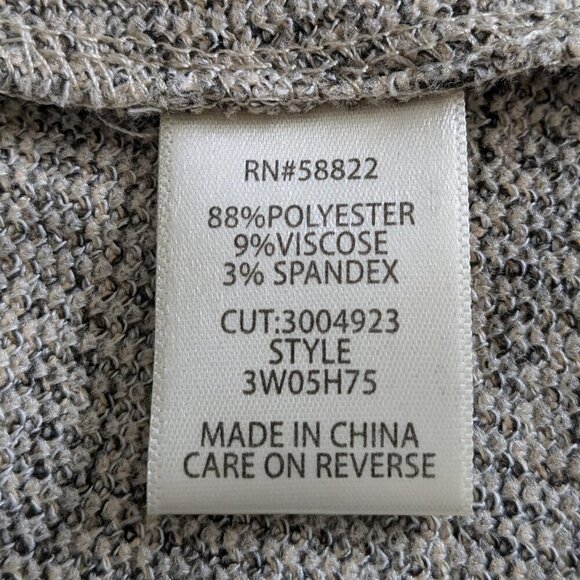 RN#58822
88%POLYESTER
9%VISCOSE
3% SPANDEX
CUT:3004923
STYLE
3W05H75
MADE IN CHINA
CARE ON REVERSE